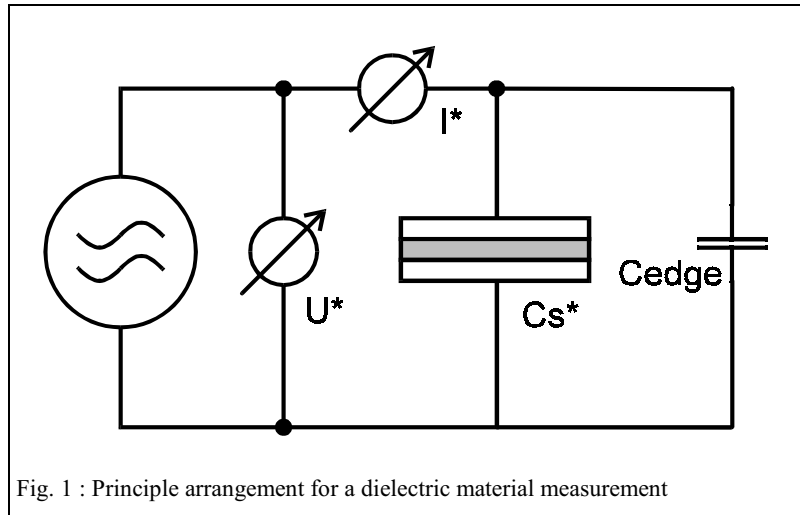 I*
U*
Cs*
Cedge
Fig. 1 : Principle arrangement for a dielectric material measurement